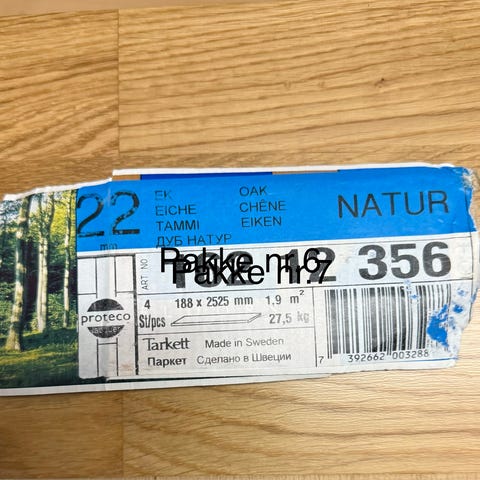 22
mm
EK
EICHE
TAMMI
ДУБ НАТУР
OAK
CHÊNE
EIKEN
NATUR
Pakke nr.6
Pakke nr.7
ART NO
12 356
proteco
lacquer
4
St/pcs
188 x 2525 mm
1,9 m²
27,5 kg
Tarkett
Made in Sweden
Паркет
Сделано в Швеции
7 392662 003288